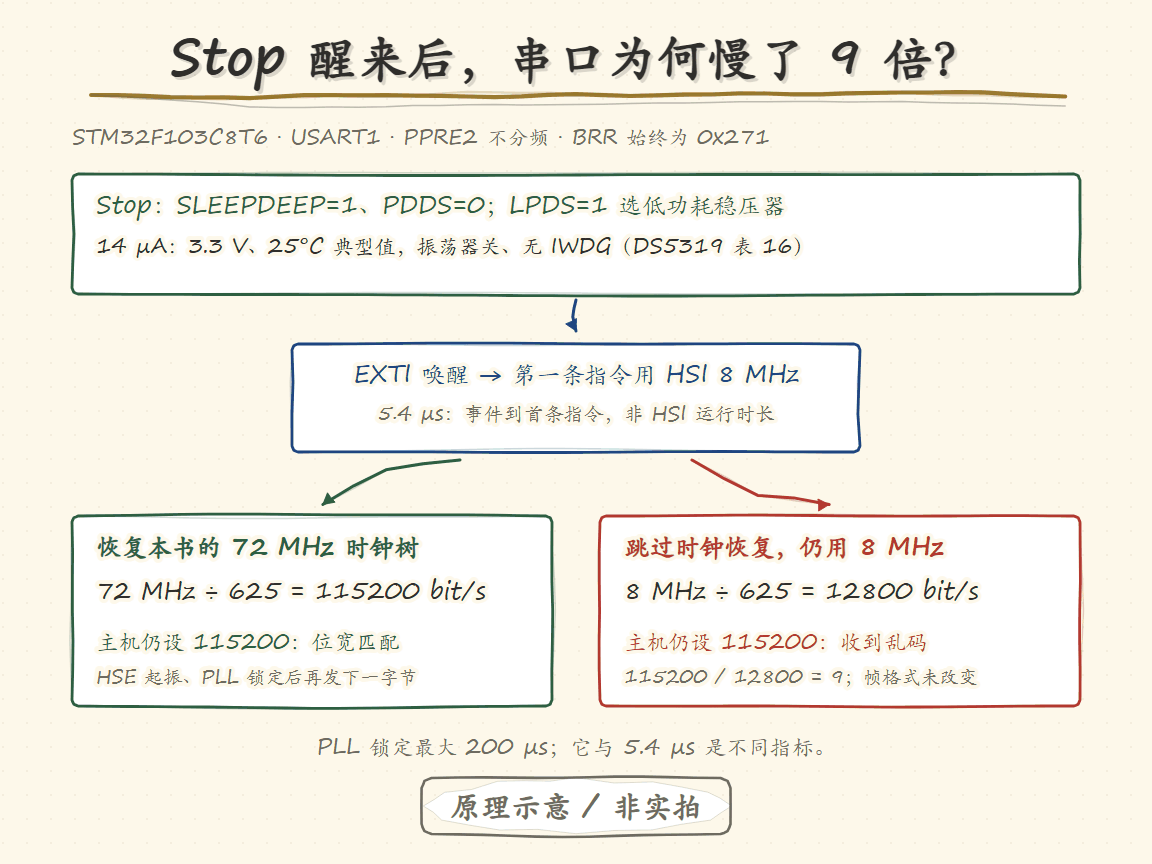 Stop 醒来后，串口为何慢了 9 倍？
STM32F103C8T6 · USART1 · PPRE2 不分频 · BRR 始终为 0x271
Stop：SLEEPDEEP=1、PDDS=0；LPDS=1 选低功耗稳压器
14 μA：3.3 V、25°C 典型值，振荡器关、无 IWDG（DS5319 表 16）
EXTI 唤醒 → 第一条指令用 HSI 8 MHz
5.4 μs：事件到首条指令，非 HSI 运行时长
恢复本书的 72 MHz 时钟树
72 MHz ÷ 625 = 115200 bit/s
主机仍设 115200：位宽匹配
HSE 起振、PLL 锁定后再发下一字节
跳过时钟恢复，仍用 8 MHz
8 MHz ÷ 625 = 12800 bit/s
主机仍设 115200：收到乱码
115200 / 12800 = 9；帧格式未改变
PLL 锁定最大 200 μs；它与 5.4 μs 是不同指标。
原理示意 / 非实拍